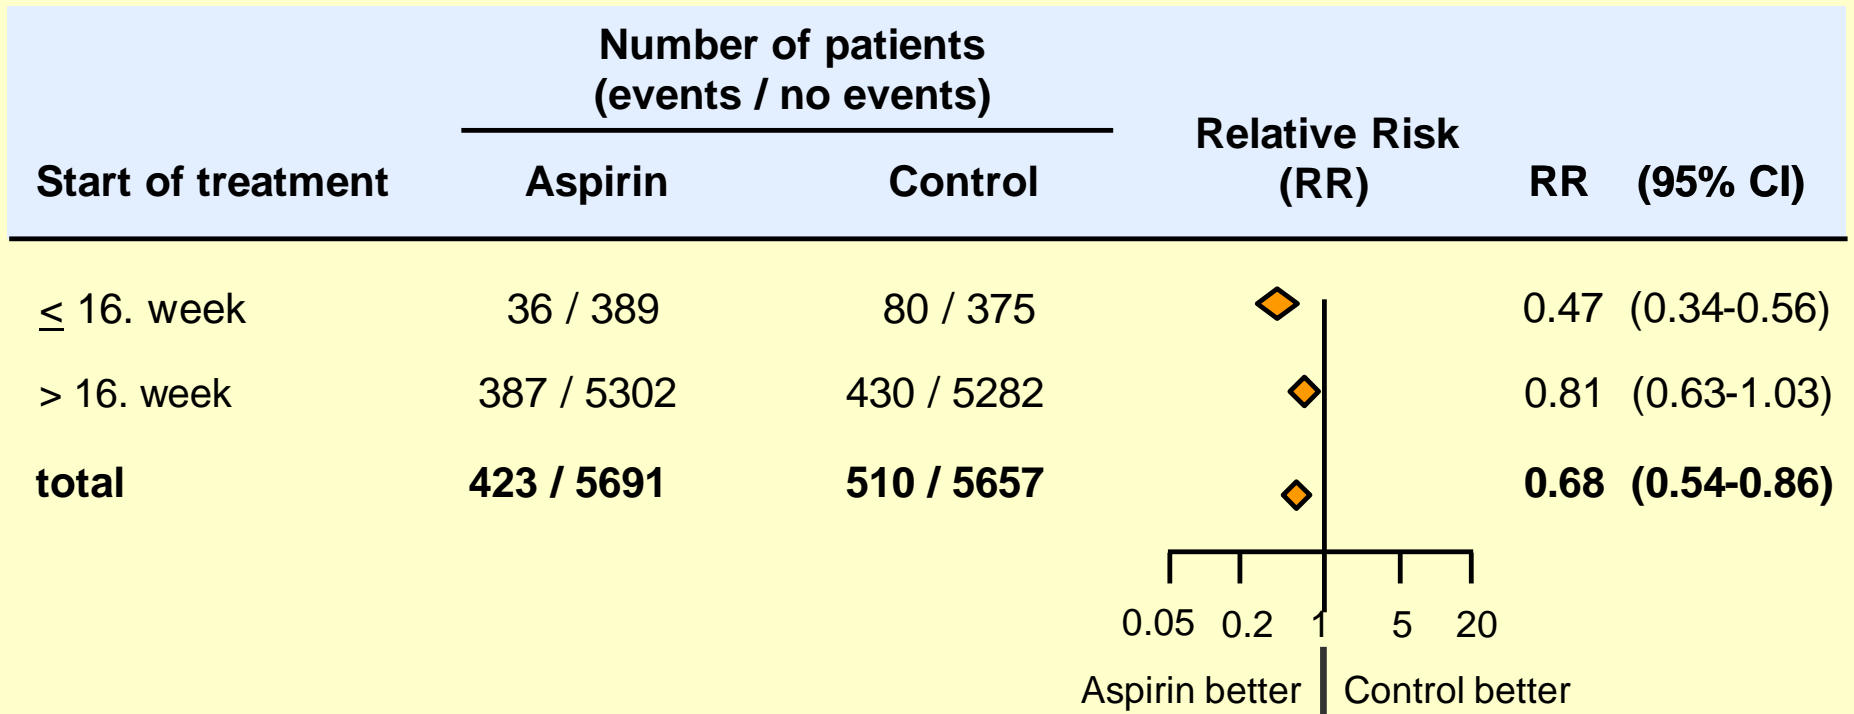 Number of patients
(events / no events)
Relative Risk
(RR)
Start of treatment Aspirin Control RR (95% CI)
≤ 16. week 36 / 389 80 / 375 0.47 (0.34-0.56)
> 16. week 387 / 5302 430 / 5282 0.81 (0.63-1.03)
total 423 / 5691 510 / 5657 0.68 (0.54-0.86)
0.05 0.2 1 5 20
Aspirin better Control better